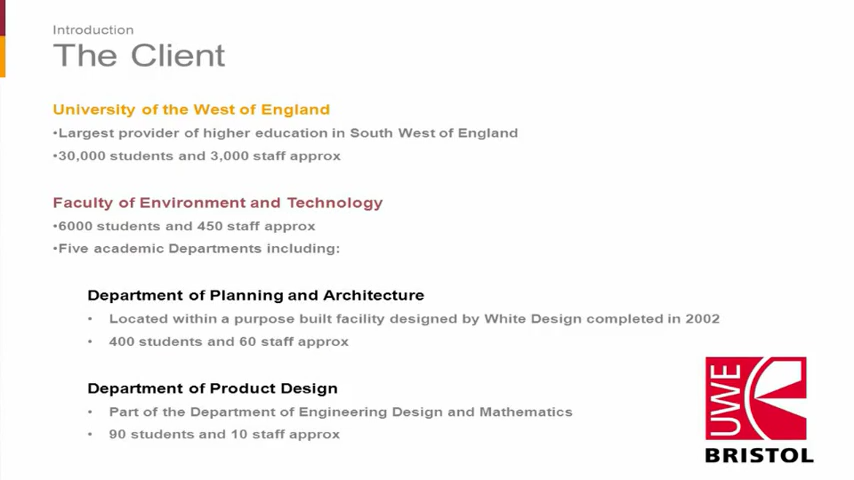 Introduction
The Client
University of the West of England
•Largest provider of higher education in South West of England
•30,000 students and 3,000 staff approx
Faculty of Environment and Technology
•6000 students and 450 staff approx
•Five academic Departments including:
Department of Planning and Architecture
• Located within a purpose built facility designed by White Design completed in 2002
• 400 students and 60 staff approx
Department of Product Design
• Part of the Department of Engineering Design and Mathematics
• 90 students and 10 staff approx
UWE
BRISTOL